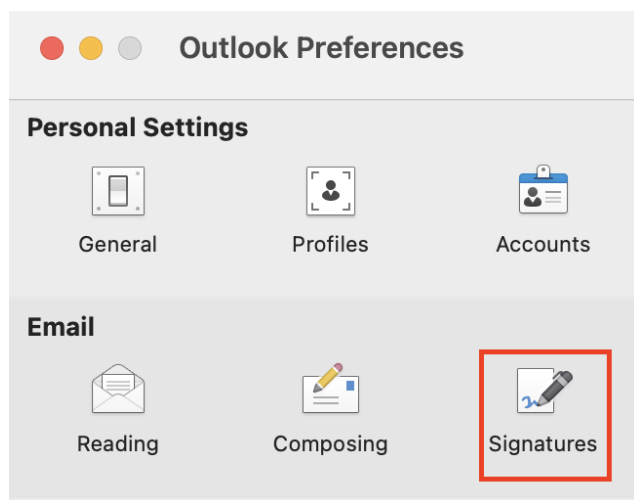 Outlook Preferences
Personal Settings
General Profiles Accounts
Email
Reading Composing Signatures